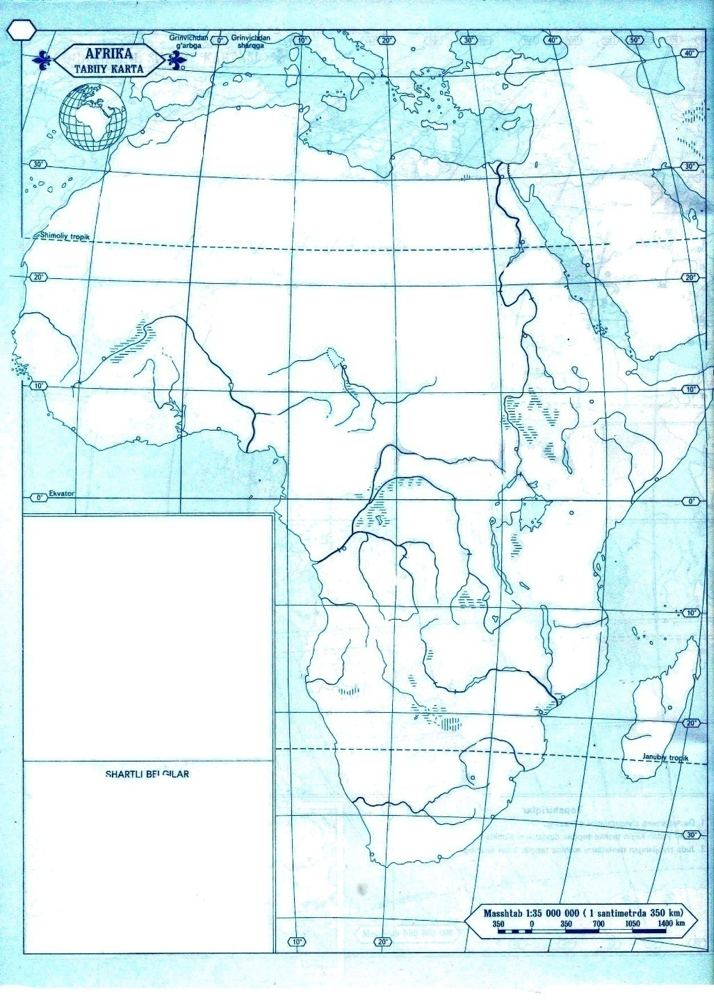 AFRIKA
TABIIY KARTA
Grinvichdan
g'arbga
0°
Grinvichdan
sharqga
10°
20°
30°
40°
50°
40°
30°
30°
Shimoliy tropik
20°
20°
10°
10°
Ekvator
0°
0°
10°
20°
Janubiy tropik
SHARTLI BELGILAR
30°
Masshtab 1:35 000 000 ( 1 santimetrda 350 km)
350 0 350 700 1050 1400 km
10°
20°